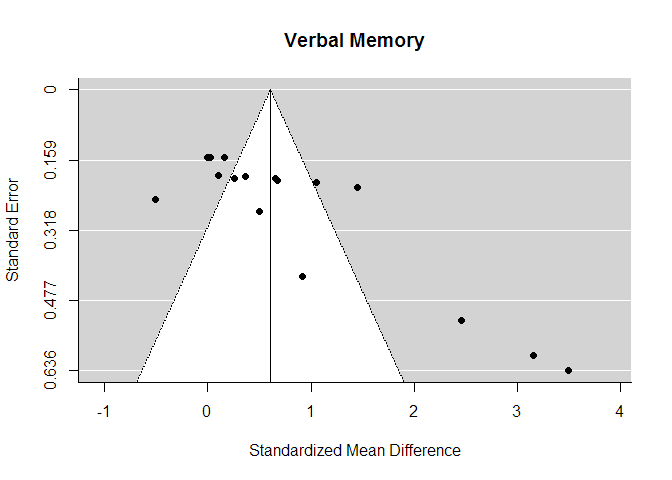 Verbal Memory
0
0.159
0.318
0.477
0.636
Standard Error
-1 0 1 2 3 4
Standardized Mean Difference